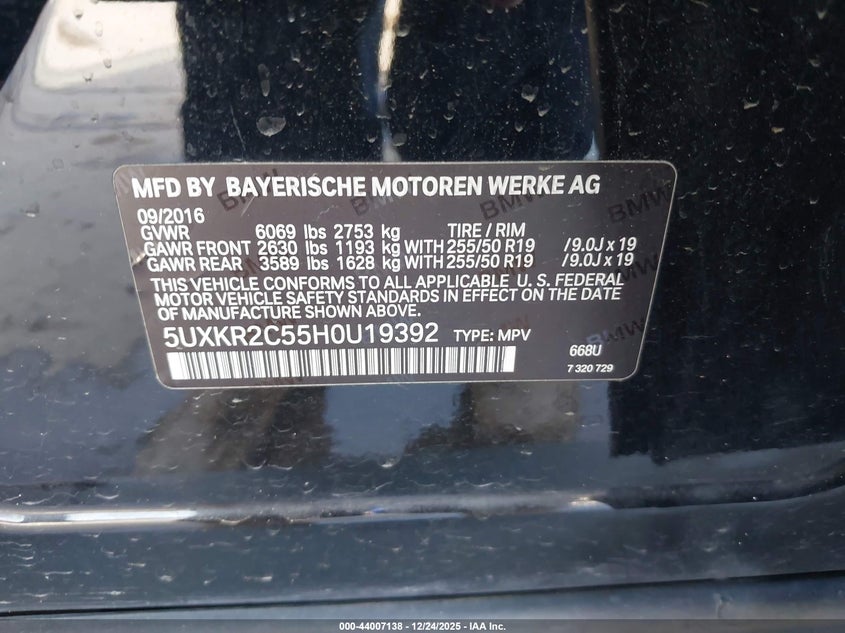 MFD BY BAYERISCHE MOTOREN WERKE AG
09/2016
GVWR 6069 lbs 2753 kg TIRE / RIM
GAWR FRONT 2630 lbs 1193 kg WITH 255/50 R19 /9.0J x 19
GAWR REAR 3589 lbs 1628 kg WITH 255/50 R19 /9.0J x 19
THIS VEHICLE CONFORMS TO ALL APPLICABLE U. S. FEDERAL
MOTOR VEHICLE SAFETY STANDARDS IN EFFECT ON THE DATE
OF MANUFACTURE SHOWN ABOVE.
5UXKR2C55H0U19392 TYPE: MPV
668U
7 320 729
000-44007138 - 12/24/2025 - IAA Inc.